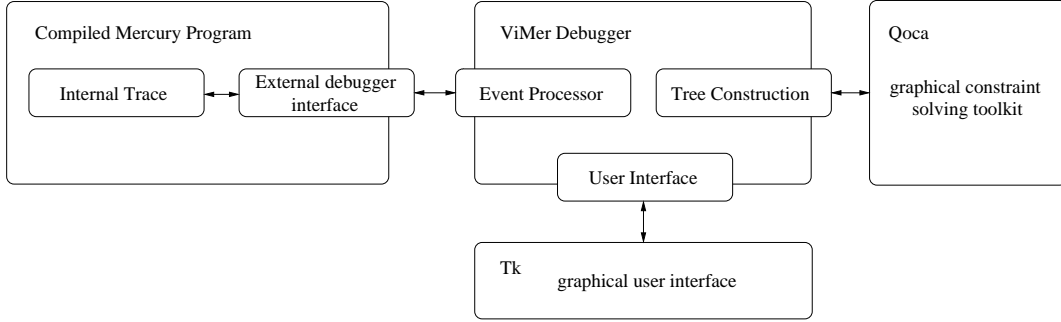 Compiled Mercury Program
Internal Trace
External debugger
interface
ViMer Debugger
Event Processor
Tree Construction
User Interface
Qoca
graphical constraint
solving toolkit
Tk
graphical user interface